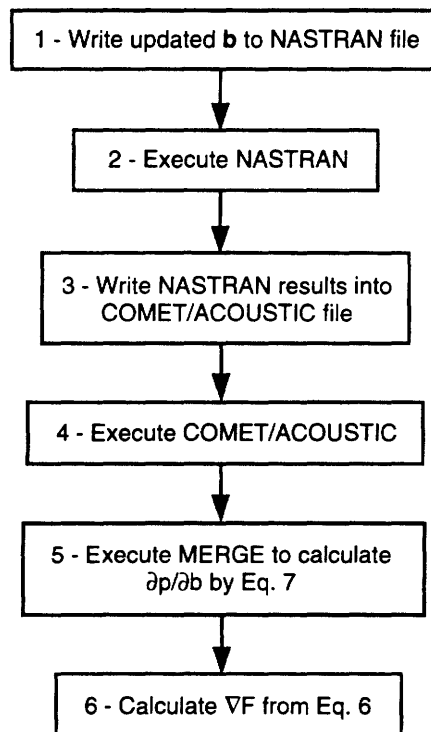 1 - Write updated b to NASTRAN file
2 - Execute NASTRAN
3 - Write NASTRAN results into
COMET/ACOUSTIC file
4 - Execute COMET/ACOUSTIC
5 - Execute MERGE to calculate
∂p/∂b by Eq. 7
6 - Calculate ∇F from Eq. 6